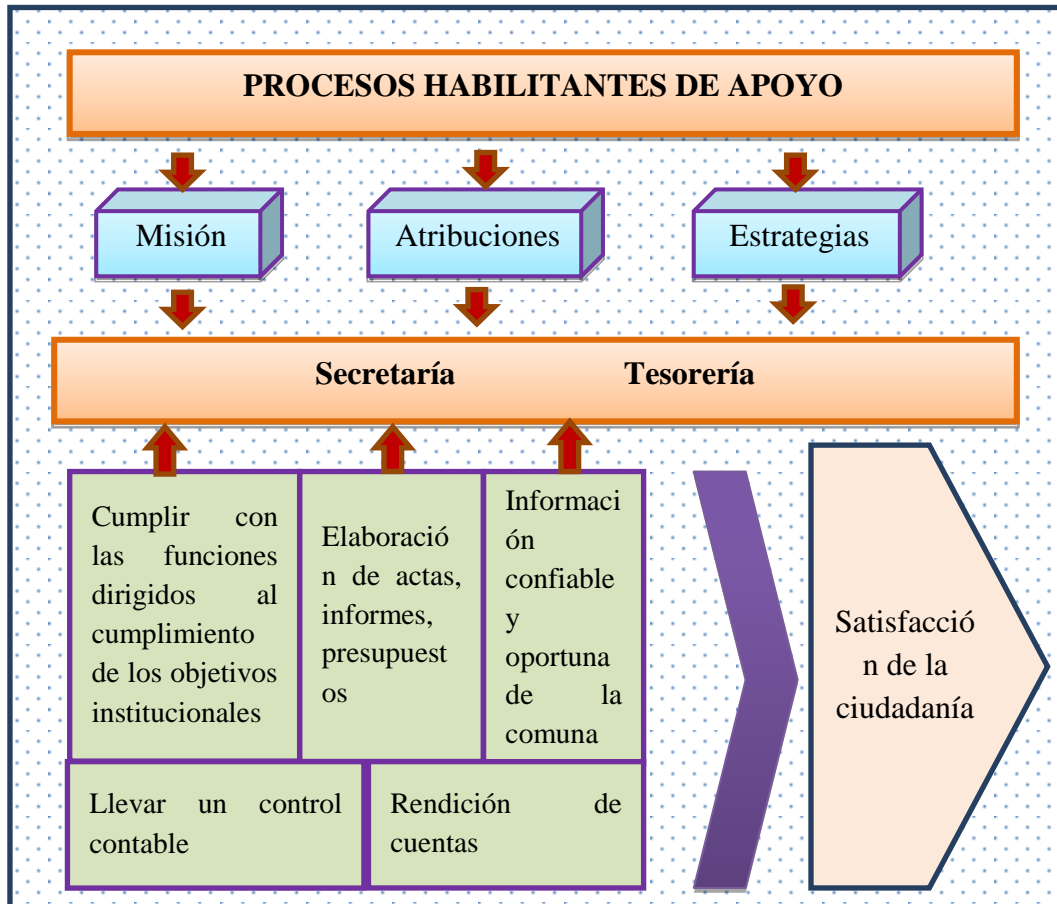 PROCESOS HABILITANTES DE APOYO
Misión
Atribuciones
Estrategias
Secretaría Tesorería
Cumplir con
las funciones
dirigidos al
cumplimiento
de los objetivos
institucionales
Elaboració
n de actas,
informes,
presupuest
os
Informaci
ón
confiable
y
oportuna
de la
comuna
Llevar un control
contable
Rendición de
cuentas
Satisfacció
n de la
ciudadanía